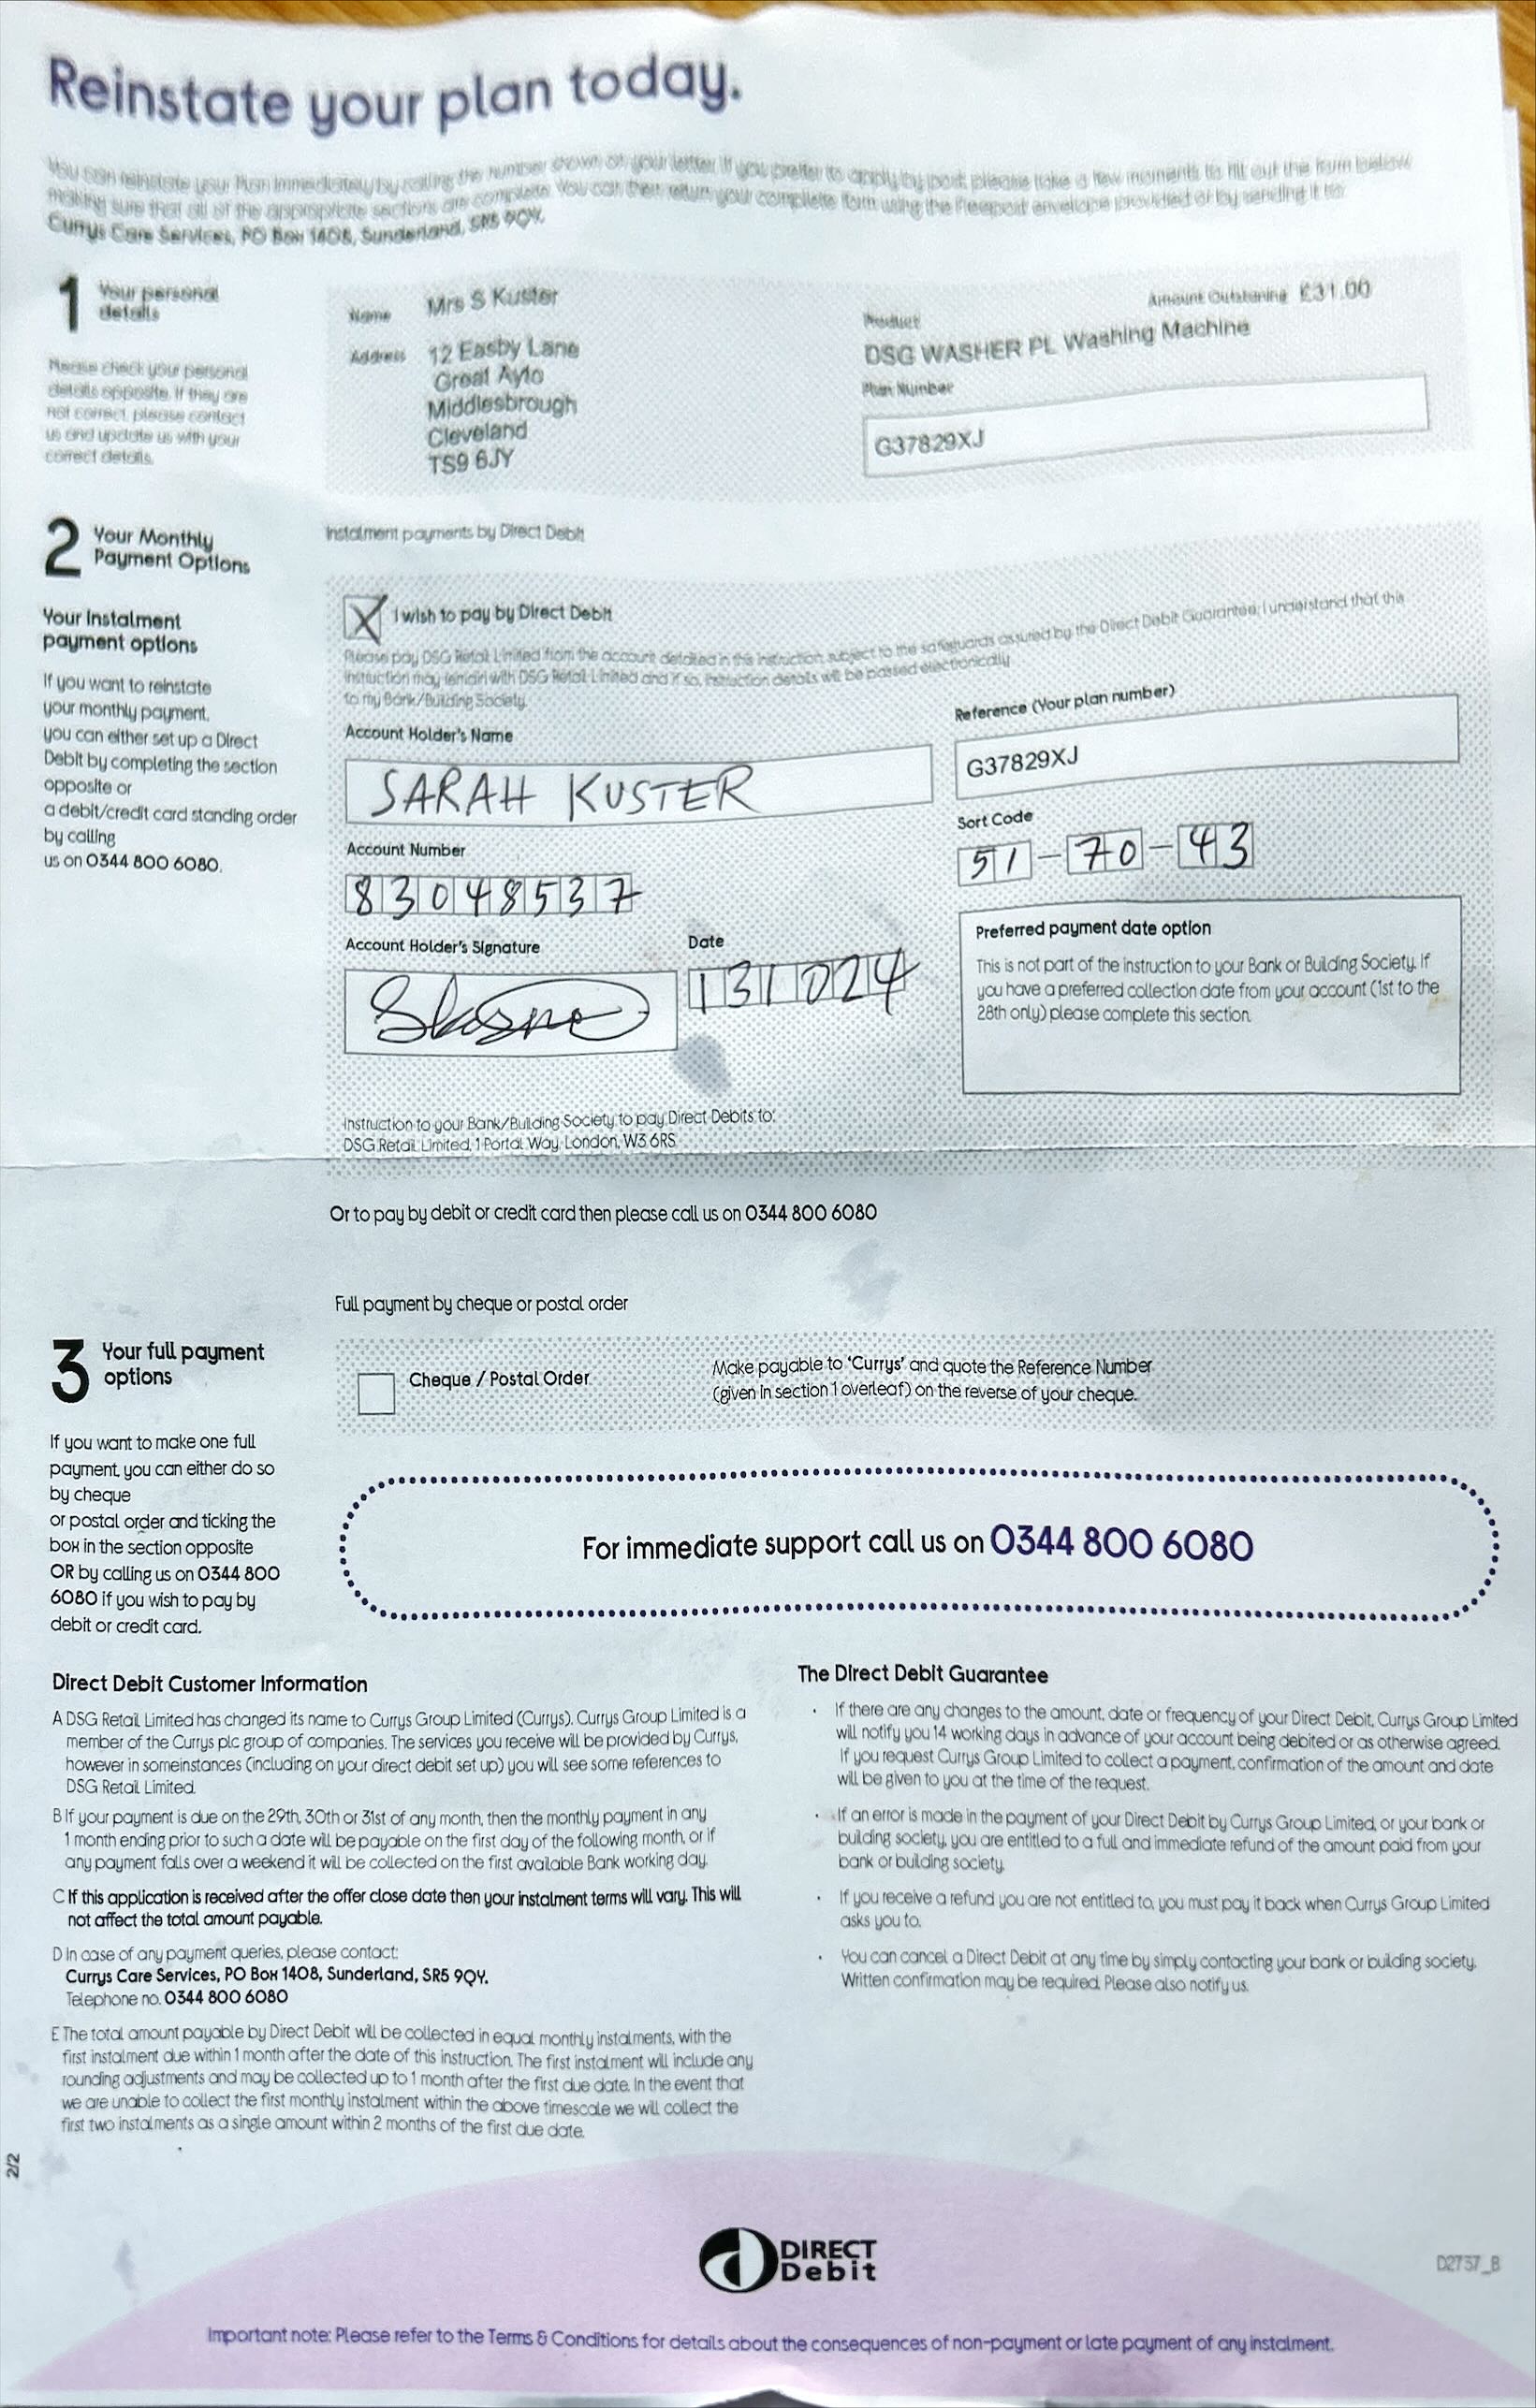 Reinstate your plan today.
You can reinstate your Plan immediately by calling the number shown on your letter. If you prefer to apply by post, please take a few moments to fill out the form below
making sure that all of the appropriate sections are complete. You can then return your complete form using the Freepost envelope provided or by sending it to:
Currys Care Services, PO Box 1408, Sunderland, SR5 9QY.
1 Your personal
details
Please check your personal
details opposite. If they are
not correct, please contact
us and update us with your
correct details.
Name Mrs S Kuster
Address 12 Easby Lane
Great Ayto
Middlesbrough
Cleveland
TS9 6JY
Amount Outstanding £31.00
Product
DSG WASHER PL Washing Machine
Plan Number
G37829XJ
2 Your Monthly
Payment Options
Your Instalment
payment options
If you want to reinstate
your monthly payment,
you can either set up a Direct
Debit by completing the section
opposite or
a debit/credit card standing order
by calling
us on 0344 800 6080.
Instalment payments by Direct Debit
X I wish to pay by Direct Debit
Please pay DSG Retail Limited from the account detailed in this instruction subject to the safeguards assured by the Direct Debit Guarantee. I understand that this
instruction may remain with DSG Retail Limited and if so, instruction details will be passed electronically
to my Bank/Building Society.
Account Holder's Name
SARAH KUSTER
Reference (Your plan number)
G37829XJ
Account Number
83048537
Sort Code
51-70-43
Account Holder's Signature
Date
131024
Preferred payment date option
This is not part of the instruction to your Bank or Building Society. If
you have a preferred collection date from your account (1st to the
28th only) please complete this section.
Instruction to your Bank/Building Society to pay Direct Debits to:
DSG Retail Limited, 1 Portal Way, London, W3 6RS
Or to pay by debit or credit card then please call us on 0344 800 6080
Full payment by cheque or postal order
3 Your full payment
options
If you want to make one full
payment, you can either do so
by cheque
or postal order and ticking the
box in the section opposite
OR by calling us on 0344 800
6080 if you wish to pay by
debit or credit card.
Cheque / Postal Order
Make payable to 'Currys' and quote the Reference Number
(given in section 1 overleaf) on the reverse of your cheque.
For immediate support call us on 0344 800 6080
Direct Debit Customer Information
A DSG Retail Limited has changed its name to Currys Group Limited (Currys). Currys Group Limited is a
member of the Currys plc group of companies. The services you receive will be provided by Currys,
however in someinstances (including on your direct debit set up) you will see some references to
DSG Retail Limited.
B If your payment is due on the 29th, 30th or 31st of any month, then the monthly payment in any
1 month ending prior to such a date will be payable on the first day of the following month, or if
any payment falls over a weekend it will be collected on the first available Bank working day.
C If this application is received after the offer close date then your instalment terms will vary. This will
not affect the total amount payable.
D In case of any payment queries, please contact:
Currys Care Services, PO Box 1408, Sunderland, SR5 9QY.
Telephone no. 0344 800 6080
E The total amount payable by Direct Debit will be collected in equal monthly instalments, with the
first instalment due within 1 month after the date of this instruction. The first instalment will include any
rounding adjustments and may be collected up to 1 month after the first due date. In the event that
we are unable to collect the first monthly instalment within the above timescale we will collect the
first two instalments as a single amount within 2 months of the first due date.
The Direct Debit Guarantee
· If there are any changes to the amount, date or frequency of your Direct Debit, Currys Group Limited
will notify you 14 working days in advance of your account being debited or as otherwise agreed.
If you request Currys Group Limited to collect a payment, confirmation of the amount and date
will be given to you at the time of the request.
· If an error is made in the payment of your Direct Debit by Currys Group Limited, or your bank or
building society, you are entitled to a full and immediate refund of the amount paid from your
bank or building society.
· If you receive a refund you are not entitled to, you must pay it back when Currys Group Limited
asks you to.
· You can cancel a Direct Debit at any time by simply contacting your bank or building society.
Written confirmation may be required. Please also notify us.
2/2
DIRECT
Debit
D2737_B
Important note: Please refer to the Terms & Conditions for details about the consequences of non-payment or late payment of any instalment.